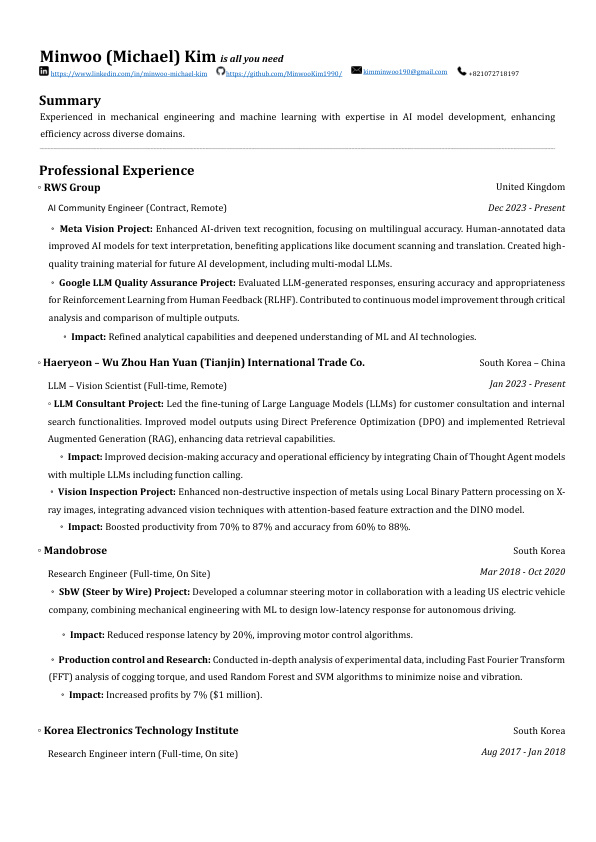 Minwoo (Michael) Kim is all you need
https://www.linkedin.com/in/minwoo-michael-kim https://github.com/MinwooKim1990/ kimminwoo190@gmail.com +821072718197
Summary
Experienced in mechanical engineering and machine learning with expertise in AI model development, enhancing
efficiency across diverse domains.
Professional Experience
◦ RWS Group United Kingdom
AI Community Engineer (Contract, Remote) Dec 2023 - Present
◦ Meta Vision Project: Enhanced AI-driven text recognition, focusing on multilingual accuracy. Human-annotated data
improved AI models for text interpretation, benefiting applications like document scanning and translation. Created high-
quality training material for future AI development, including multi-modal LLMs.
◦ Google LLM Quality Assurance Project: Evaluated LLM-generated responses, ensuring accuracy and appropriateness
for Reinforcement Learning from Human Feedback (RLHF). Contributed to continuous model improvement through critical
analysis and comparison of multiple outputs.
◦ Impact: Refined analytical capabilities and deepened understanding of ML and AI technologies.
◦ Haeryeon – Wu Zhou Han Yuan (Tianjin) International Trade Co. South Korea – China
LLM – Vision Scientist (Full-time, Remote) Jan 2023 - Present
◦ LLM Consultant Project: Led the fine-tuning of Large Language Models (LLMs) for customer consultation and internal
search functionalities. Improved model outputs using Direct Preference Optimization (DPO) and implemented Retrieval
Augmented Generation (RAG), enhancing data retrieval capabilities.
◦ Impact: Improved decision-making accuracy and operational efficiency by integrating Chain of Thought Agent models
with multiple LLMs including function calling.
◦ Vision Inspection Project: Enhanced non-destructive inspection of metals using Local Binary Pattern processing on X-
ray images, integrating advanced vision techniques with attention-based feature extraction and the DINO model.
◦ Impact: Boosted productivity from 70% to 87% and accuracy from 60% to 88%.
◦ Mandobrose South Korea
Research Engineer (Full-time, On Site) Mar 2018 - Oct 2020
◦ SbW (Steer by Wire) Project: Developed a columnar steering motor in collaboration with a leading US electric vehicle
company, combining mechanical engineering with ML to design low-latency response for autonomous driving.
◦ Impact: Reduced response latency by 20%, improving motor control algorithms.
◦ Production control and Research: Conducted in-depth analysis of experimental data, including Fast Fourier Transform
(FFT) analysis of cogging torque, and used Random Forest and SVM algorithms to minimize noise and vibration.
◦ Impact: Increased profits by 7% ($1 million).
◦ Korea Electronics Technology Institute South Korea
Research Engineer intern (Full-time, On site) Aug 2017 - Jan 2018